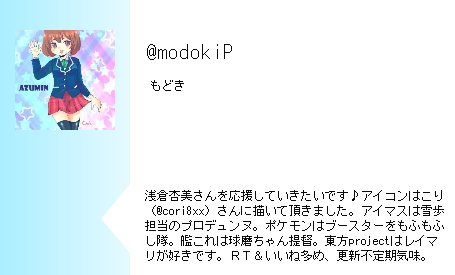 @modokiP
もどき
AZUMIN
浅倉杏美さんを応援していきたいです♪アイコンはこり
（@cori8xx）さんに描いて頂きました。アイマスは雪歩
担当のプロデュンヌ。ポケモンはブースターをもふもふ
し隊。艦これは球磨ちゃん提督。東方projectはレイマ
リが好きです。ＲＴ＆いいね多め、更新不定期気味。